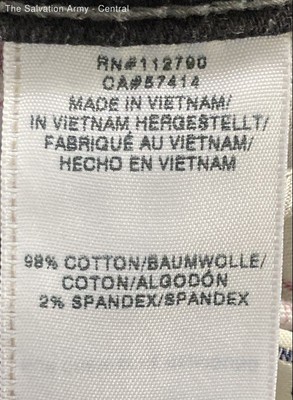 The Salvation Army - Central
RN#112790
CA#57414
MADE IN VIETNAM/
IN VIETNAM HERGESTELLT/
FABRIQUÉ AU VIETNAM/
HECHO EN VIETNAM
98% COTTON/BAUMWOLLE/
COTON/ALGODÓN
2% SPANDEX/SPANDEX